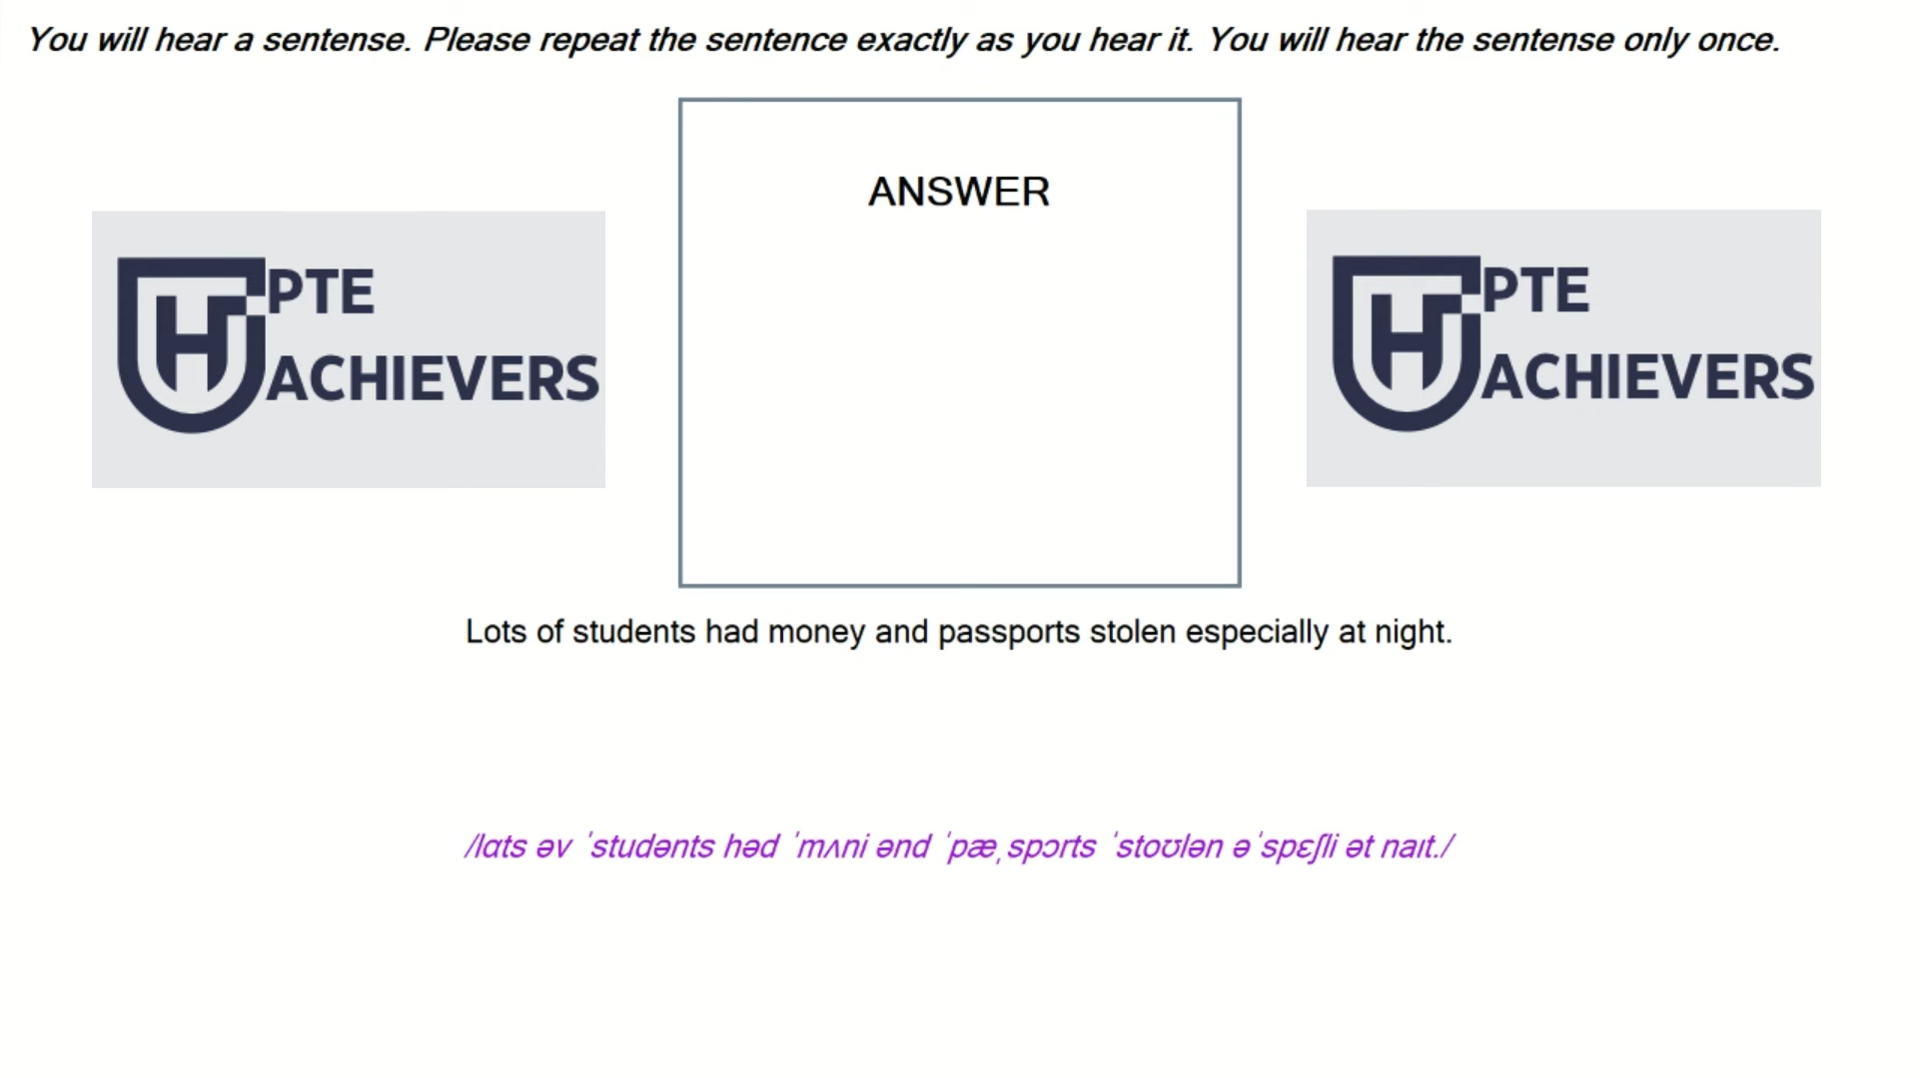 You will hear a sentense. Please repeat the sentence exactly as you hear it. You will hear the sentense only once.
ANSWER
PTE
ACHIEVERS
PTE
ACHIEVERS
Lots of students had money and passports stolen especially at night.
/lɑts əv ˈstudənts həd ˈmʌni ənd ˈpæˌspɔrts ˈstoʊlən əˈspɛʃli ət naɪt./